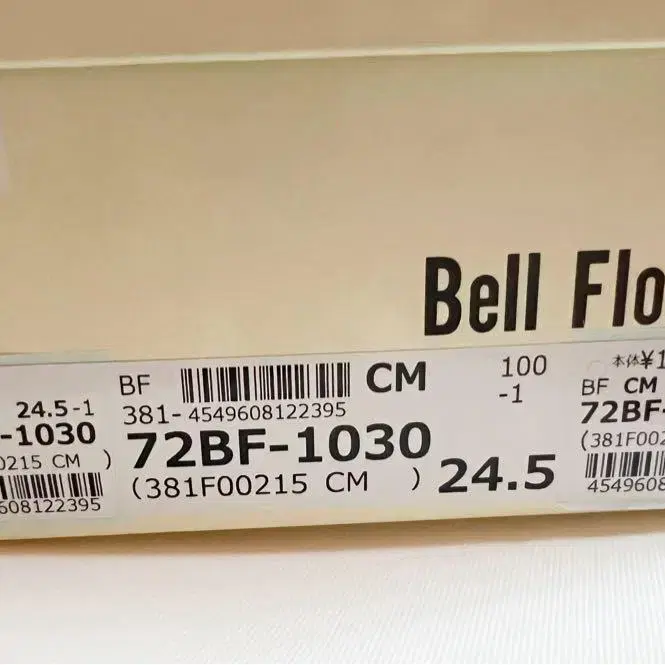 Bell Flo
24.5-1
-1030
0215 CM )
608122395
BF
CM
100
-1
381-4549608122395
72BF-1030
(381F00215 CM )
24.5
本体¥1
BF CM
72BF-
(381F002
4549608